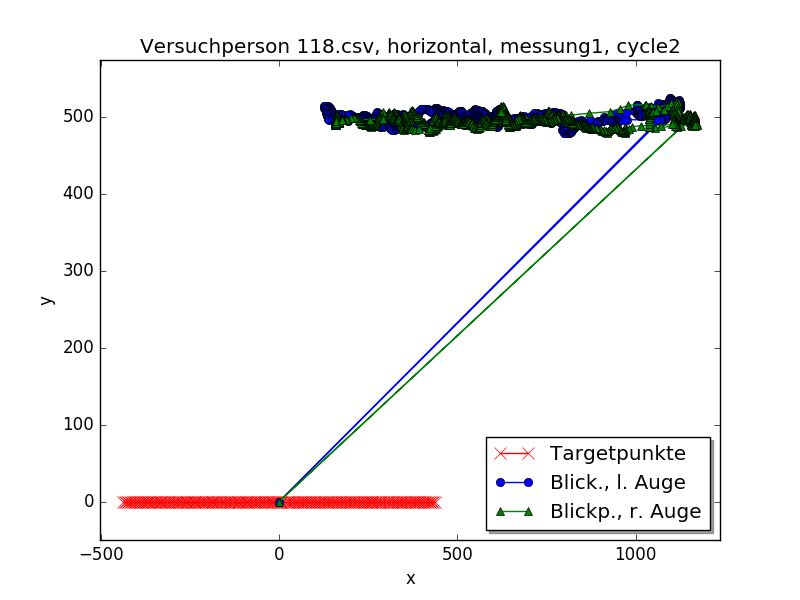 Versuchperson 118.csv, horizontal, messung1, cycle2
y
500
400
300
200
100
0
−500
0
500
1000
x
Targetpunkte
Blick., l. Auge
Blickp., r. Auge